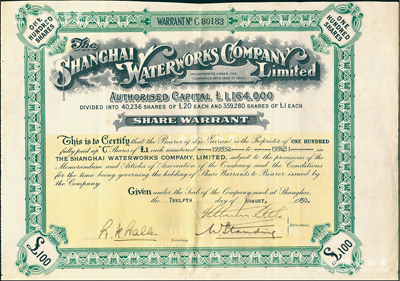 WARRANT No C 80183
ONE HUNDRED SHARES
ONE HUNDRED SHARES
The
SHANGHAI WATERWORKS COMPANY
Limited
INCORPORATED UNDER THE
AUTHORISED CAPITAL £1,164,000
DIVIDED INTO 40,236 SHARES OF £20 EACH AND 359,280 SHARES OF £1 EACH
SHARE WARRANT
This is to Certify that the Bearer of this Warrant is the Proprietor of ONE HUNDRED
fully paid up "C" Shares of £1 each numbered to in
THE SHANGHAI WATERWORKS COMPANY, LIMITED, subject to the provisions of the
Memorandum and Articles of Association of the Company and the Conditions
for the time being governing the holding of Share Warrants to Bearer issued by
the Company.
Given under the Seal of the Company, used at Shanghai,
the TWELFTH day of AUGUST, 1930.
Directors
£100
£100